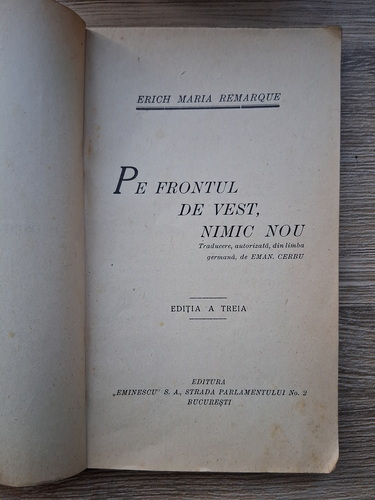 ERICH MARIA REMARQUE
PE FRONTUL
DE VEST,
NIMIC NOU
Traducere, autorizată, din limba
germană, de EMAN. CERBU
EDIȚIA A TREIA
EDITURA
„EMINESCU" S. A., STRADA PARLAMENTULUI No. 2
BUCUREȘTI